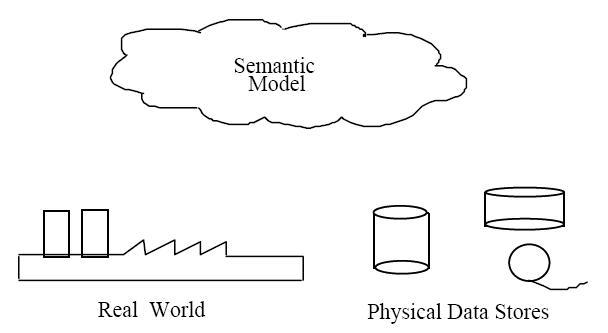 Semantic
Model
Real World
Physical Data Stores